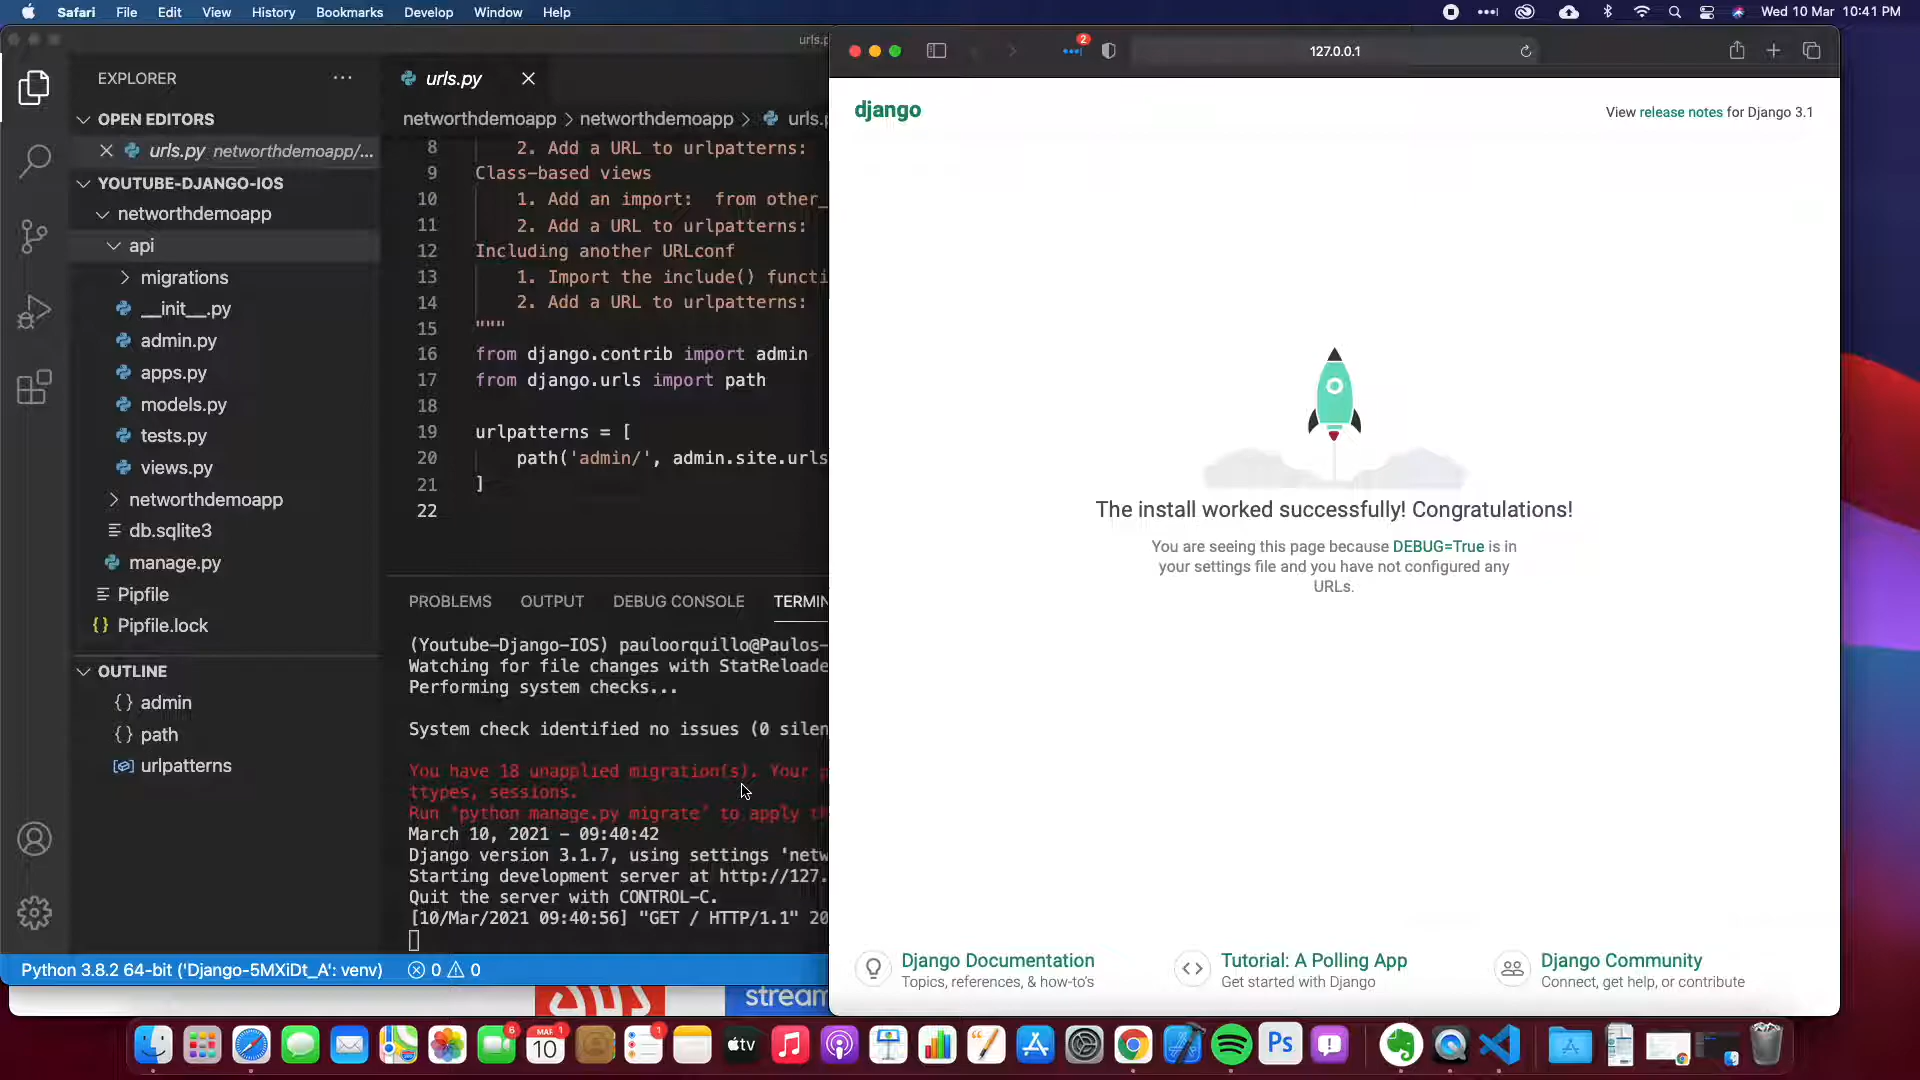 Safari File Edit View History Bookmarks Develop Window Help
Wed 10 Mar 10:41 PM
EXPLORER
OPEN EDITORS
urls.py networthdemoapp/...
YOUTUBE-DJANGO-IOS
networthdemoapp
api
migrations
__init__.py
admin.py
apps.py
models.py
tests.py
views.py
networthdemoapp
db.sqlite3
manage.py
Pipfile
Pipfile.lock
OUTLINE
admin
path
urlpatterns
urls.p
urls.py
networthdemoapp > networthdemoapp > urls.p
8 2. Add a URL to urlpatterns:
9 Class-based views
10 1. Add an import: from other_
11 2. Add a URL to urlpatterns:
12 Including another URLconf
13 1. Import the include() functi
14 2. Add a URL to urlpatterns:
15 """
16 from django.contrib import admin
17 from django.urls import path
18
19 urlpatterns = [
20 path('admin/', admin.site.urls
21 ]
22
PROBLEMS OUTPUT DEBUG CONSOLE TERMIN
(Youtube-Django-IOS) pauloorquillo@Paulos-
Watching for file changes with StatReloade
Performing system checks...
System check identified no issues (0 silen
You have 18 unapplied migration(s). Your p
ttypes, sessions.
Run 'python manage.py migrate' to apply th
March 10, 2021 - 09:40:42
Django version 3.1.7, using settings 'netw
Starting development server at http://127.
Quit the server with CONTROL-C.
[10/Mar/2021 09:40:56] "GET / HTTP/1.1" 20
Python 3.8.2 64-bit ('Django-5MXiDt_A': venv) 0 0
2
127.0.0.1
django
View release notes for Django 3.1
The install worked successfully! Congratulations!
You are seeing this page because DEBUG=True is in
your settings file and you have not configured any
URLs.
Django Documentation
Topics, references, & how-to's
Tutorial: A Polling App
Get started with Django
Django Community
Connect, get help, or contribute
stream
6
MAR 1
10
1
tv
Ps